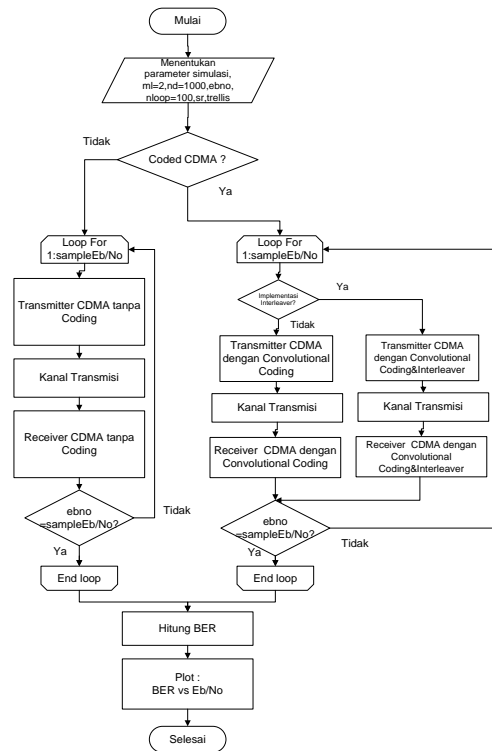 Mulai
Menentukan
parameter simulasi,
ml=2,nd=1000,ebno,
nloop=100,sr,trellis
Tidak
Coded CDMA ?
Ya
Loop For
1:sampleEb/No
Transmitter CDMA tanpa
Coding
Kanal Transmisi
Receiver CDMA tanpa
Coding
ebno
=sampleEb/No?
Tidak
Ya
End loop
Loop For
1:sampleEb/No
Implementasi
Interleaver?
Ya
Tidak
Transmitter CDMA
dengan Convolutional
Coding
Kanal Transmisi
Receiver CDMA dengan
Convolutional Coding
Transmitter CDMA
dengan Convolutional
Coding&Interleaver
Kanal Transmisi
Receiver CDMA dengan
Convolutional
Coding&Interleaver
ebno
=sampleEb/No?
Ya
Tidak
End loop
Hitung BER
Plot :
BER vs Eb/No
Selesai